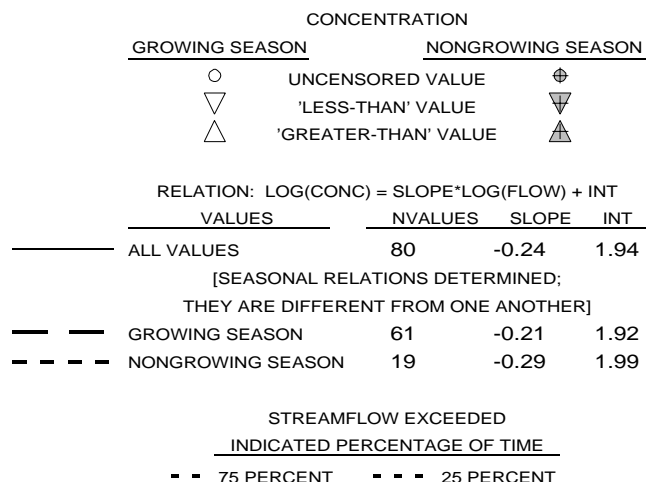 CONCENTRATION
GROWING SEASON NONGROWING SEASON
UNCENSORED VALUE
'LESS-THAN' VALUE
'GREATER-THAN' VALUE
RELATION: LOG(CONC) = SLOPE*LOG(FLOW) + INT
VALUES NVALUES SLOPE INT
ALL VALUES 80 -0.24 1.94
[SEASONAL RELATIONS DETERMINED;
THEY ARE DIFFERENT FROM ONE ANOTHER]
GROWING SEASON 61 -0.21 1.92
NONGROWING SEASON 19 -0.29 1.99
STREAMFLOW EXCEEDED
INDICATED PERCENTAGE OF TIME
75 PERCENT 25 PERCENT